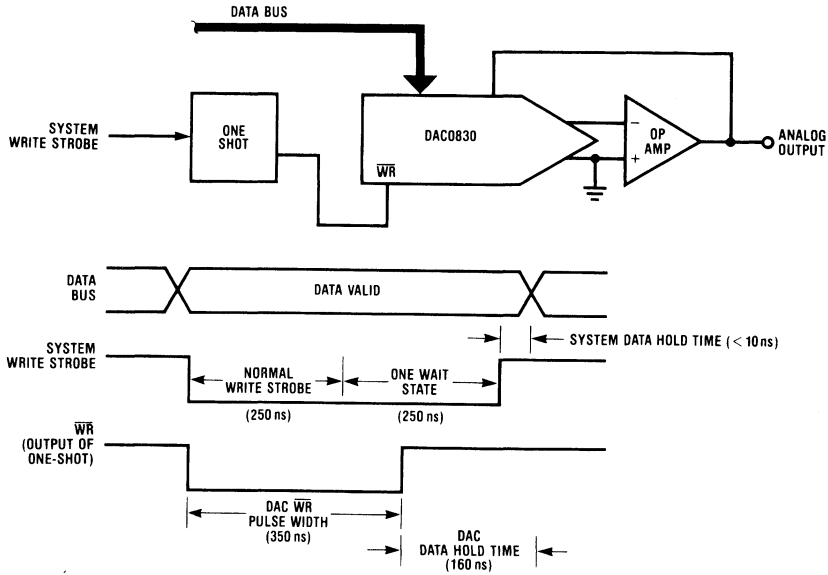 DATA BUS
SYSTEM
WRITE STROBE
ONE
SHOT
DAC0830
WR
−
+
OP
AMP
ANALOG
OUTPUT
DATA
BUS
DATA VALID
SYSTEM DATA HOLD TIME (< 10 ns)
SYSTEM
WRITE STROBE
NORMAL
WRITE STROBE
(250 ns)
ONE WAIT
STATE
(250 ns)
WR
(OUTPUT OF
ONE-SHOT)
DAC WR
PULSE WIDTH
(350 ns)
DAC
DATA HOLD TIME
(160 ns)